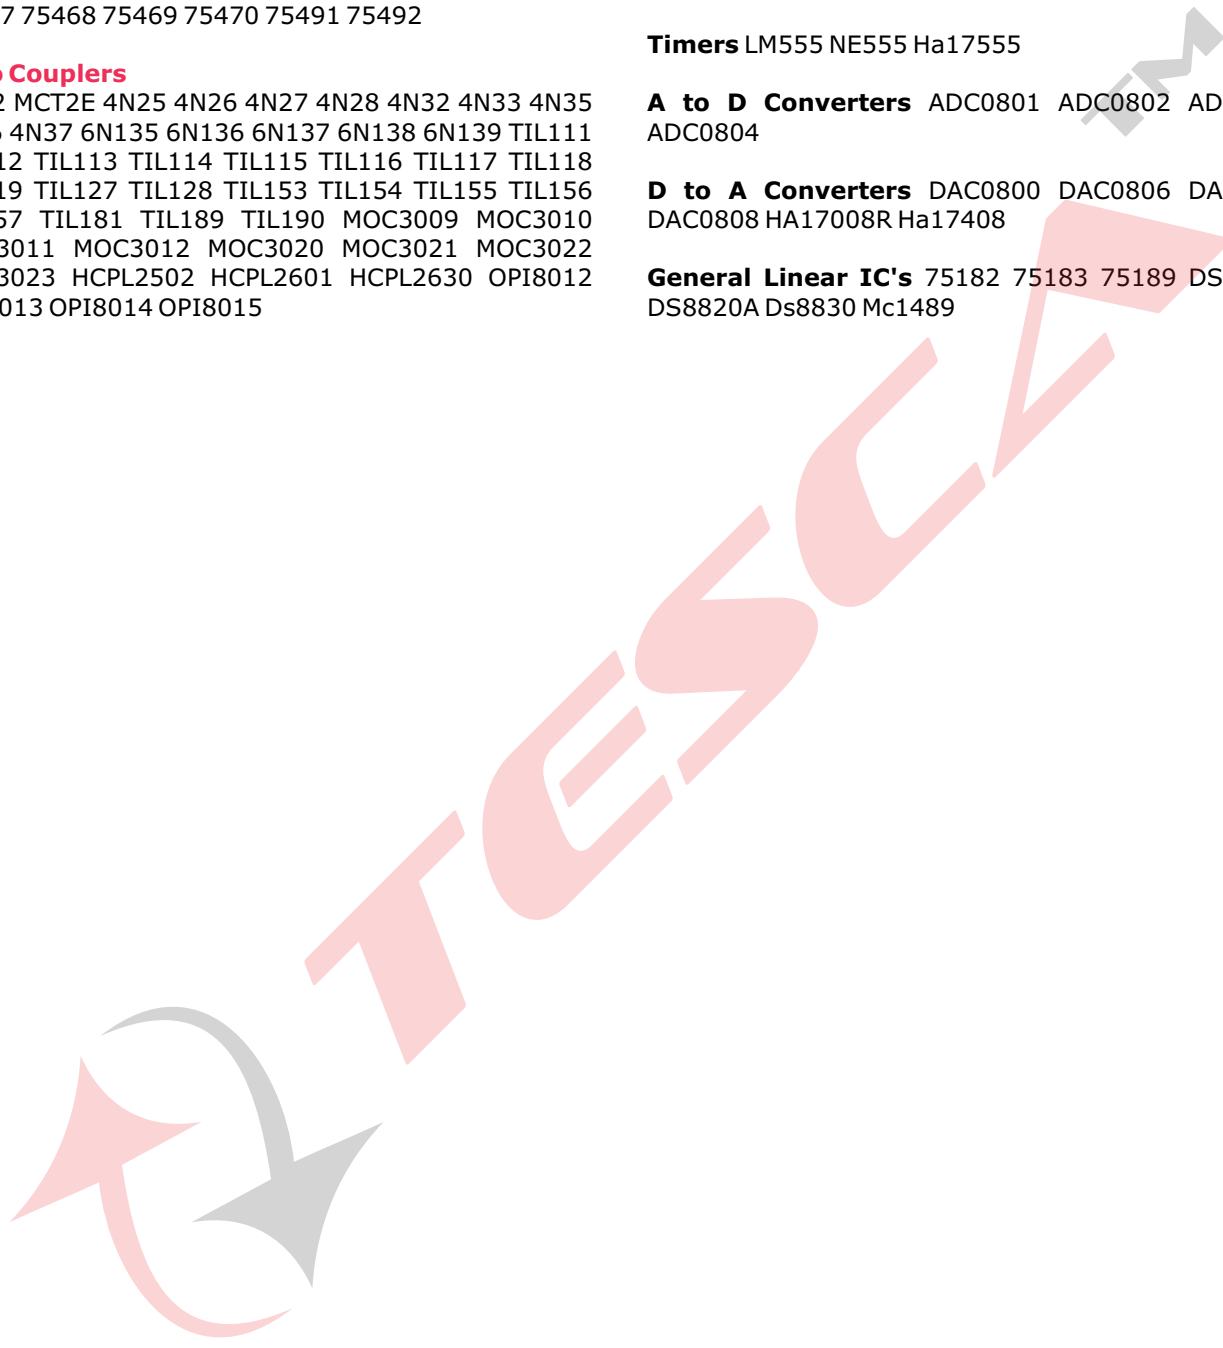 7 75468 75469 75470 75491 75492
Couplers
2 MCT2E 4N25 4N26 4N27 4N28 4N32 4N33 4N35
4N37 6N135 6N136 6N137 6N138 6N139 TIL111
12 TIL113 TIL114 TIL115 TIL116 TIL117 TIL118
19 TIL127 TIL128 TIL153 TIL154 TIL155 TIL156
57 TIL181 TIL189 TIL190 MOC3009 MOC3010
3011 MOC3012 MOC3020 MOC3021 MOC3022
3023 HCPL2502 HCPL2601 HCPL2630 OPI8012
013 OPI8014 OPI8015
Timers LM555 NE555 Ha17555
A to D Converters ADC0801 ADC0802 AD
ADC0804
D to A Converters DAC0800 DAC0806 DA
DAC0808 HA17008R Ha17408
General Linear IC's 75182 75183 75189 DS
DS8820A Ds8830 Mc1489
TESCA
TM